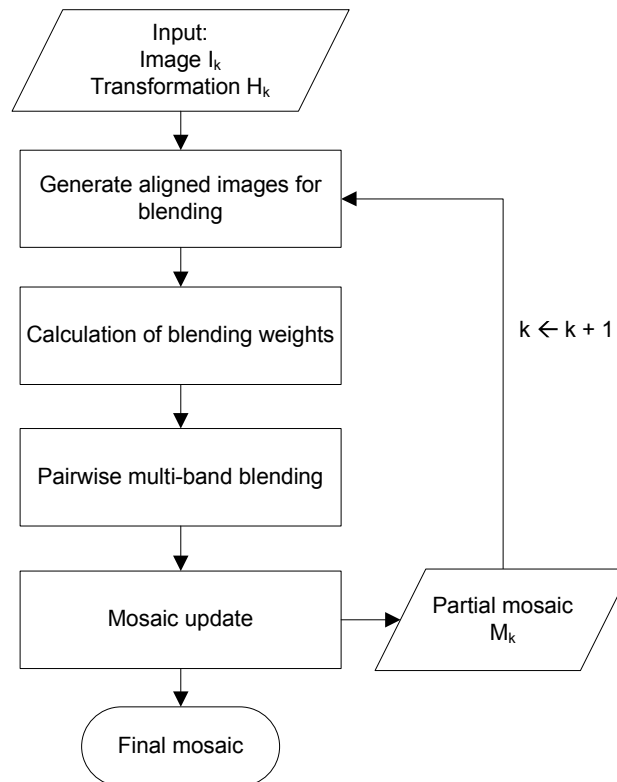 Input:
Image Iₖ
Transformation Hₖ
Generate aligned images for
blending
Calculation of blending weights
k ← k + 1
Pairwise multi-band blending
Mosaic update
Partial mosaic
Mₖ
Final mosaic